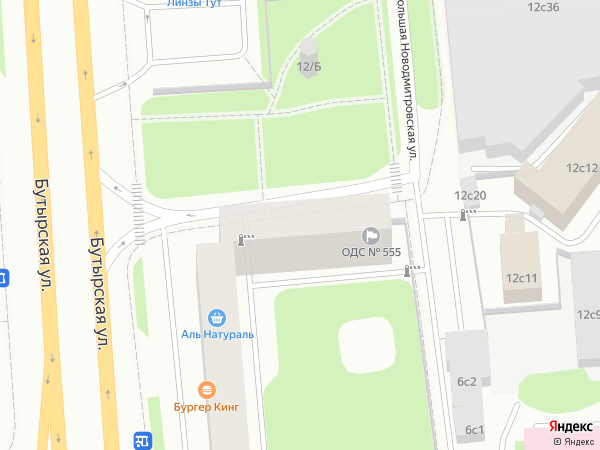 Линзы Тут
12с36
12/Б
Большая Новодмитровская ул.
12с12
12с20
Бутырская ул.
Бутырская ул.
ОДС № 555
12с11
Аль Натураль
12с9
6с2
Бургер Кинг
6с1
Яндекс
© Яндекс